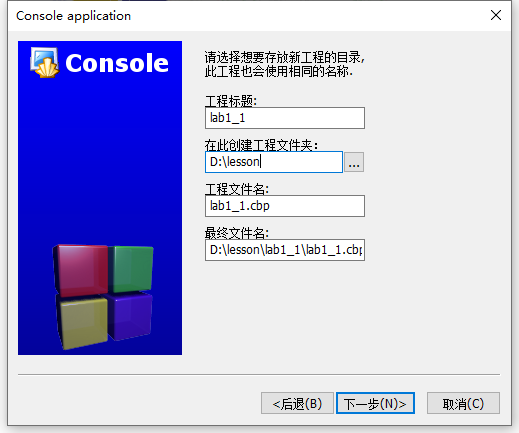 Console application
Console
请选择想要存放新工程的目录,
此工程也会使用相同的名称.
工程标题:
lab1_1
在此创建工程文件夹:
D:\lesson
...
工程文件名:
lab1_1.cbp
最终文件名:
D:\lesson\lab1_1\lab1_1.cbp
<后退(B)
下一步(N)>
取消(C)